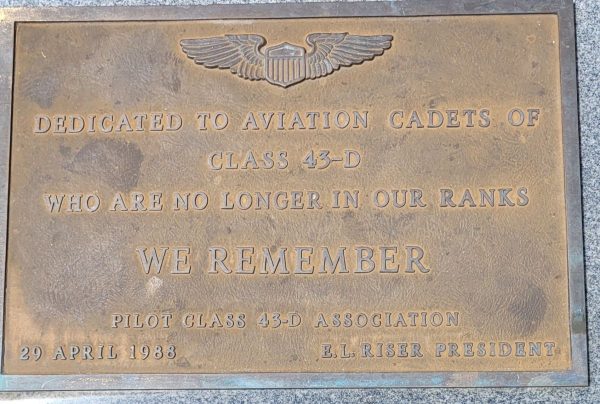 DEDICATED TO AVIATION CADETS OF
CLASS 43-D
WHO ARE NO LONGER IN OUR RANKS
WE REMEMBER
PILOT CLASS 43-D ASSOCIATION
29 APRIL 1988 E.L. RISER PRESIDENT